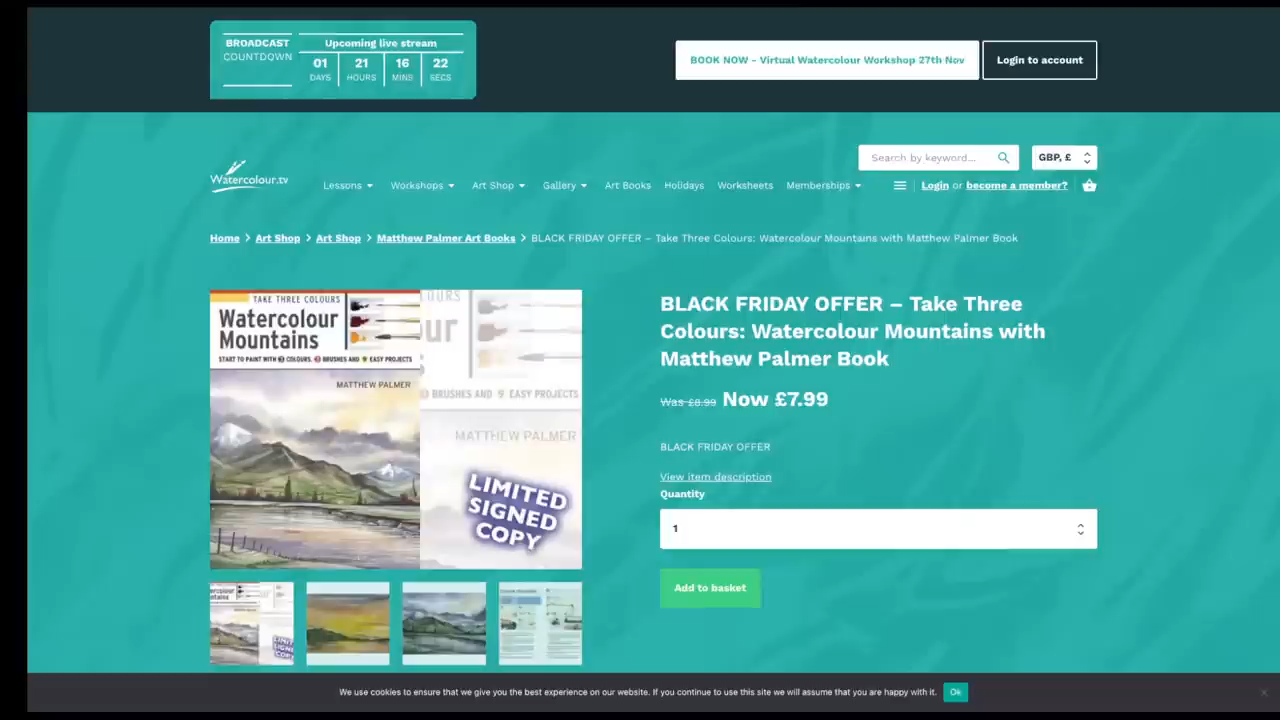 BROADCAST
COUNTDOWN
Upcoming live stream
01 21 16 22
DAYS HOURS MINS SECS
BOOK NOW - Virtual Watercolour Workshop 27th Nov
Login to account
Search by keyword...
GBP, £
Watercolour.tv
Lessons Workshops Art Shop Gallery Art Books Holidays Worksheets Memberships
Login or become a member?
Home > Art Shop > Art Shop > Matthew Palmer Art Books > BLACK FRIDAY OFFER – Take Three Colours: Watercolour Mountains with Matthew Palmer Book
TAKE THREE COLOURS
Watercolour
Mountains
START TO PAINT WITH 3 COLOURS, 3 BRUSHES AND 9 EASY PROJECTS
MATTHEW PALMER
OURS
ur
BRUSHES AND 9 EASY PROJECTS
MATTHEW PALMER
LIMITED
SIGNED
COPY
BLACK FRIDAY OFFER – Take Three
Colours: Watercolour Mountains with
Matthew Palmer Book
Was £8.99 Now £7.99
BLACK FRIDAY OFFER
View item description
Quantity
1
Add to basket
We use cookies to ensure that we give you the best experience on our website. If you continue to use this site we will assume that you are happy with it.
Ok